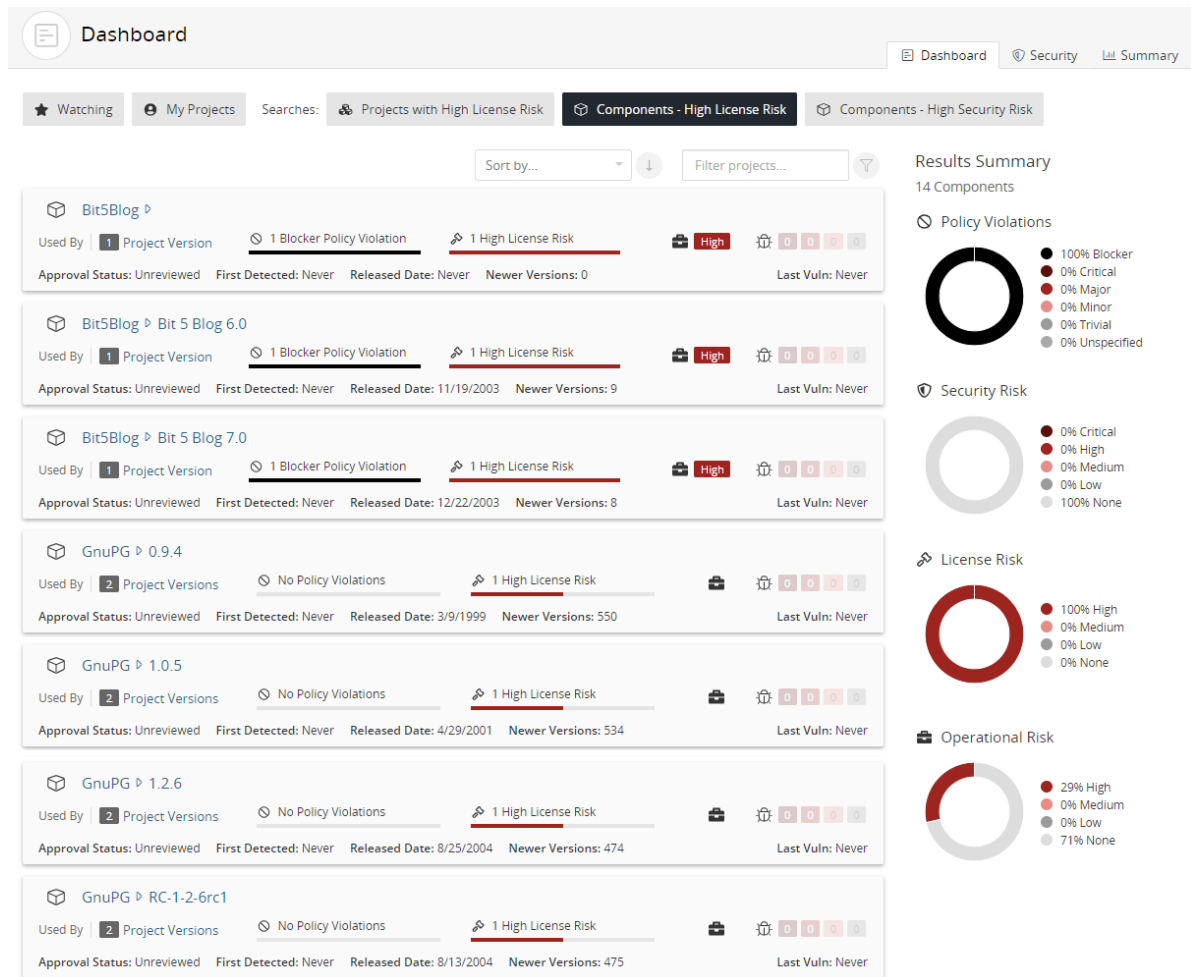 Dashboard
Dashboard Security Summary
Watching My Projects Searches: Projects with High License Risk Components - High License Risk Components - High Security Risk
Sort by... Filter projects...
Bit5Blog
Used By 1 Project Version 1 Blocker Policy Violation 1 High License Risk High 0 0 0 0
Approval Status: Unreviewed First Detected: Never Released Date: Never Newer Versions: 0 Last Vuln: Never
Bit5Blog Bit 5 Blog 6.0
Used By 1 Project Version 1 Blocker Policy Violation 1 High License Risk High 0 0 0 0
Approval Status: Unreviewed First Detected: Never Released Date: 11/19/2003 Newer Versions: 9 Last Vuln: Never
Bit5Blog Bit 5 Blog 7.0
Used By 1 Project Version 1 Blocker Policy Violation 1 High License Risk High 0 0 0 0
Approval Status: Unreviewed First Detected: Never Released Date: 12/22/2003 Newer Versions: 8 Last Vuln: Never
GnuPG 0.9.4
Used By 2 Project Versions No Policy Violations 1 High License Risk 0 0 0 0
Approval Status: Unreviewed First Detected: Never Released Date: 3/9/1999 Newer Versions: 550 Last Vuln: Never
GnuPG 1.0.5
Used By 2 Project Versions No Policy Violations 1 High License Risk 0 0 0 0
Approval Status: Unreviewed First Detected: Never Released Date: 4/29/2001 Newer Versions: 534 Last Vuln: Never
GnuPG 1.2.6
Used By 2 Project Versions No Policy Violations 1 High License Risk 0 0 0 0
Approval Status: Unreviewed First Detected: Never Released Date: 8/25/2004 Newer Versions: 474 Last Vuln: Never
GnuPG RC-1-2-6rc1
Used By 2 Project Versions No Policy Violations 1 High License Risk 0 0 0 0
Approval Status: Unreviewed First Detected: Never Released Date: 8/13/2004 Newer Versions: 475 Last Vuln: Never
Results Summary
14 Components
Policy Violations
100% Blocker
0% Critical
0% Major
0% Minor
0% Trivial
0% Unspecified
Security Risk
0% Critical
0% High
0% Medium
0% Low
100% None
License Risk
100% High
0% Medium
0% Low
0% None
Operational Risk
29% High
0% Medium
0% Low
71% None